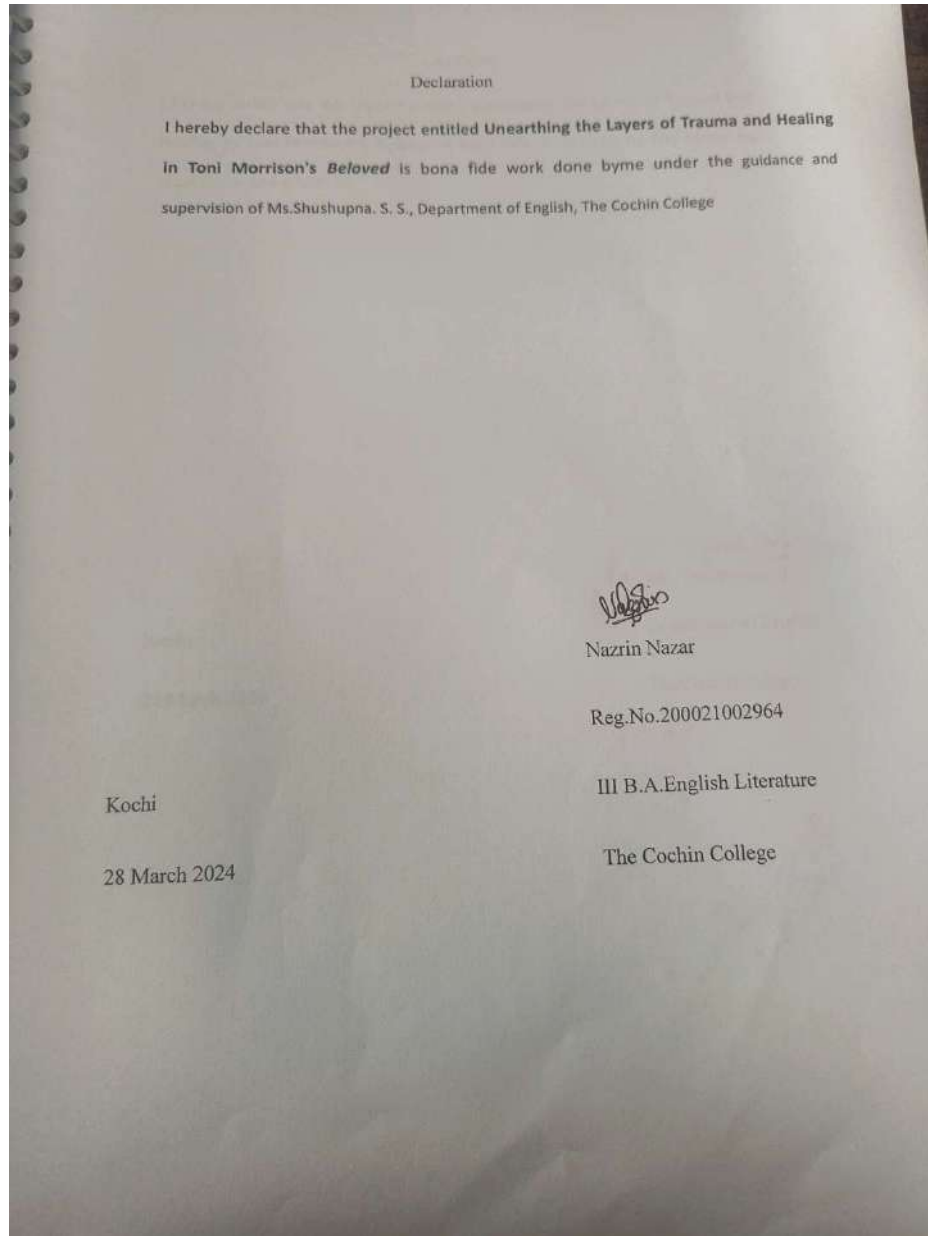 Declaration
I hereby declare that the project entitled Unearthing the Layers of Trauma and Healing
in Toni Morrison's Beloved is bona fide work done byme under the guidance and
supervision of Ms.Shushupna. S. S., Department of English, The Cochin College
Nazrin
Nazrin Nazar
Reg.No.200021002964
III B.A.English Literature
Kochi
The Cochin College
28 March 2024